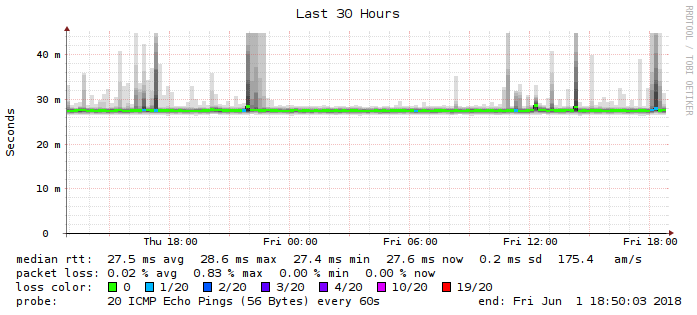 Last 30 Hours
RRDTOOL / TOBI OETIKER
Seconds
40 m
30 m
20 m
10 m
0
Thu 18:00 Fri 00:00 Fri 06:00 Fri 12:00 Fri 18:00
median rtt: 27.5 ms avg 28.6 ms max 27.4 ms min 27.6 ms now 0.2 ms sd 175.4 am/s
packet loss: 0.02 % avg 0.83 % max 0.00 % min 0.00 % now
loss color: 0 1/20 2/20 3/20 4/20 10/20 19/20
probe: 20 ICMP Echo Pings (56 Bytes) every 60s end: Fri Jun 1 18:50:03 2018